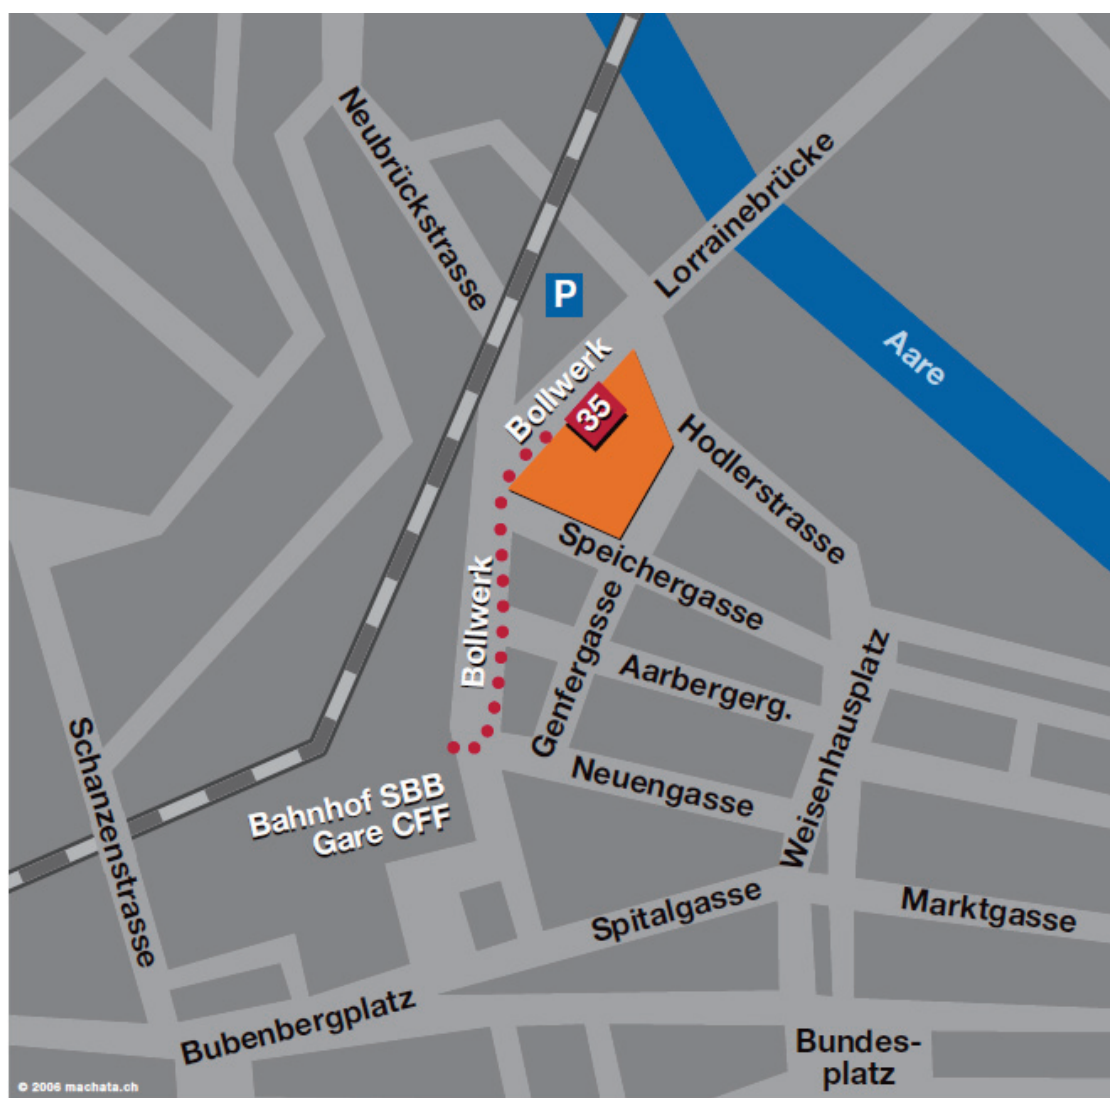 Neubrückstrasse
Lorrainebrücke
P
Aare
Bollwerk
35
Hodlerstrasse
Speichergasse
Bollwerk
Genfergasse
Aarbergerg.
Weisenhausplatz
Schanzenstrasse
Neuengasse
Bahnhof SBB
Gare CFF
Spitalgasse
Marktgasse
Bubenbergplatz
Bundes-
platz
© 2006 machata.ch